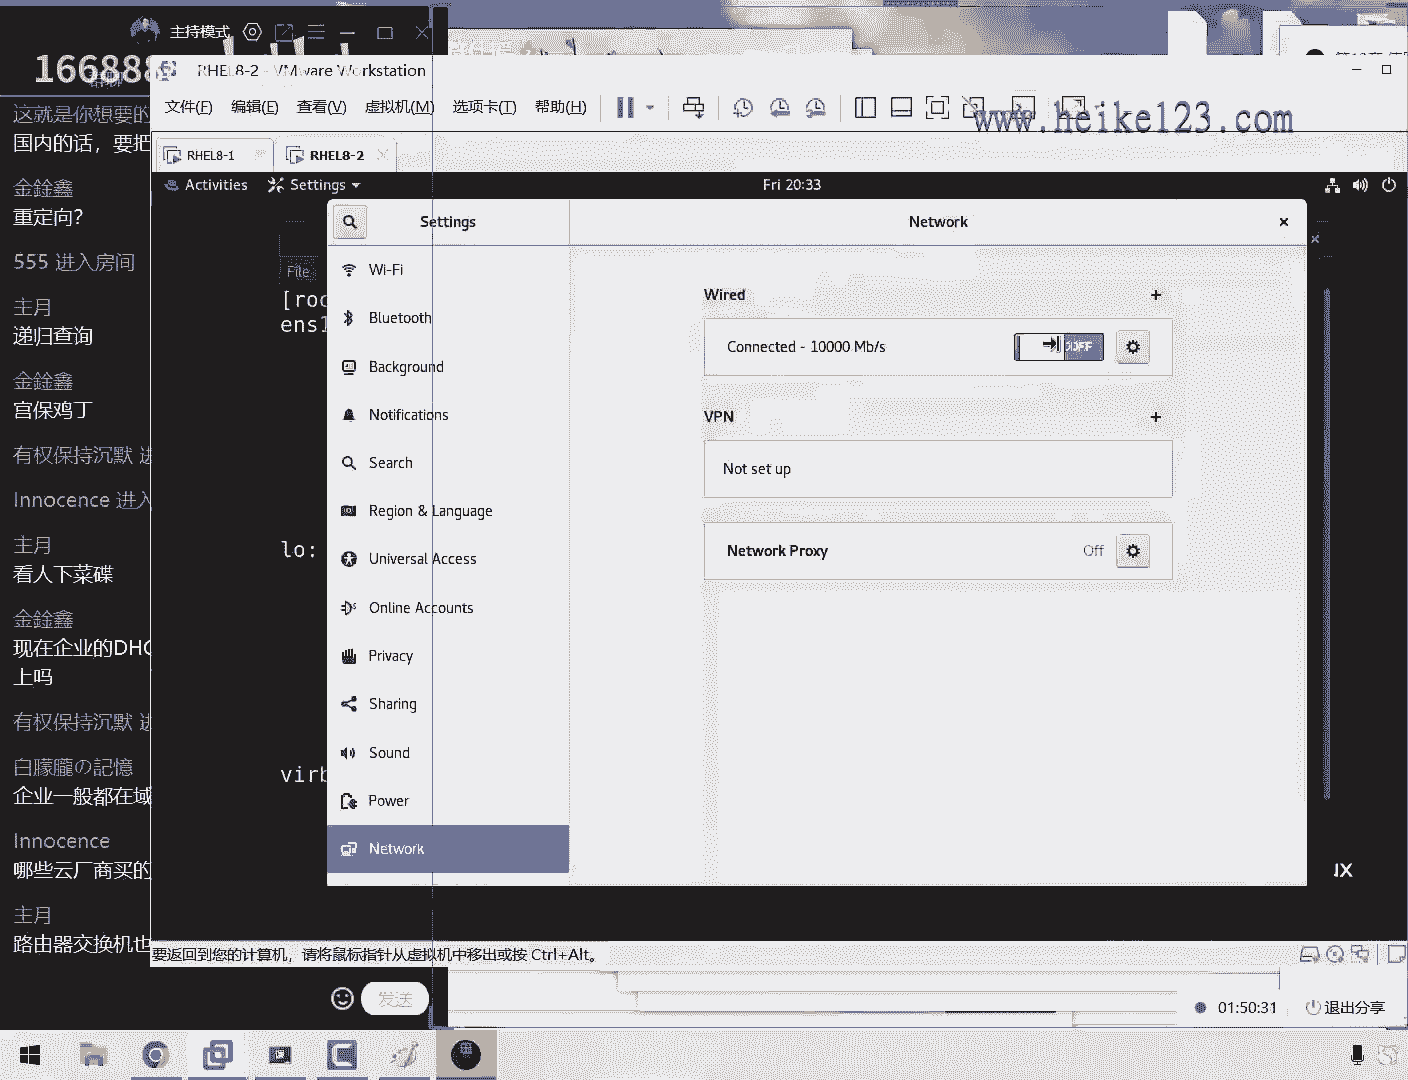 主持模式
166888
RHEL8-2 - VMware Workstation
文件(F) 编辑(E) 查看(V) 虚拟机(M) 选项卡(T) 帮助(H)
www.heike123.com
RHEL8-1
RHEL8-2
Activities
Settings
Fri 20:33
Settings
Network
File
[roo
ens1
lo:
virb
Wi-Fi
Bluetooth
Background
Notifications
Search
Region & Language
Universal Access
Online Accounts
Privacy
Sharing
Sound
Power
Network
Wired
Connected - 10000 Mb/s
OFF
VPN
Not set up
Network Proxy
Off
这就是你想要的
国内的话，要把
金銓鑫
重定向?
555 进入房间
主月
递归查询
金銓鑫
宫保鸡丁
有权保持沉默 进
Innocence 进入
主月
看人下菜碟
金銓鑫
现在企业的DHC
上吗
有权保持沉默 进
白朦朧の記憶
企业一般都在域
Innocence
哪些云厂商买的
主月
路由器交换机也
要返回到您的计算机，请将鼠标指针从虚拟机中移出或按 Ctrl+Alt。
发送
01:50:31
退出分享